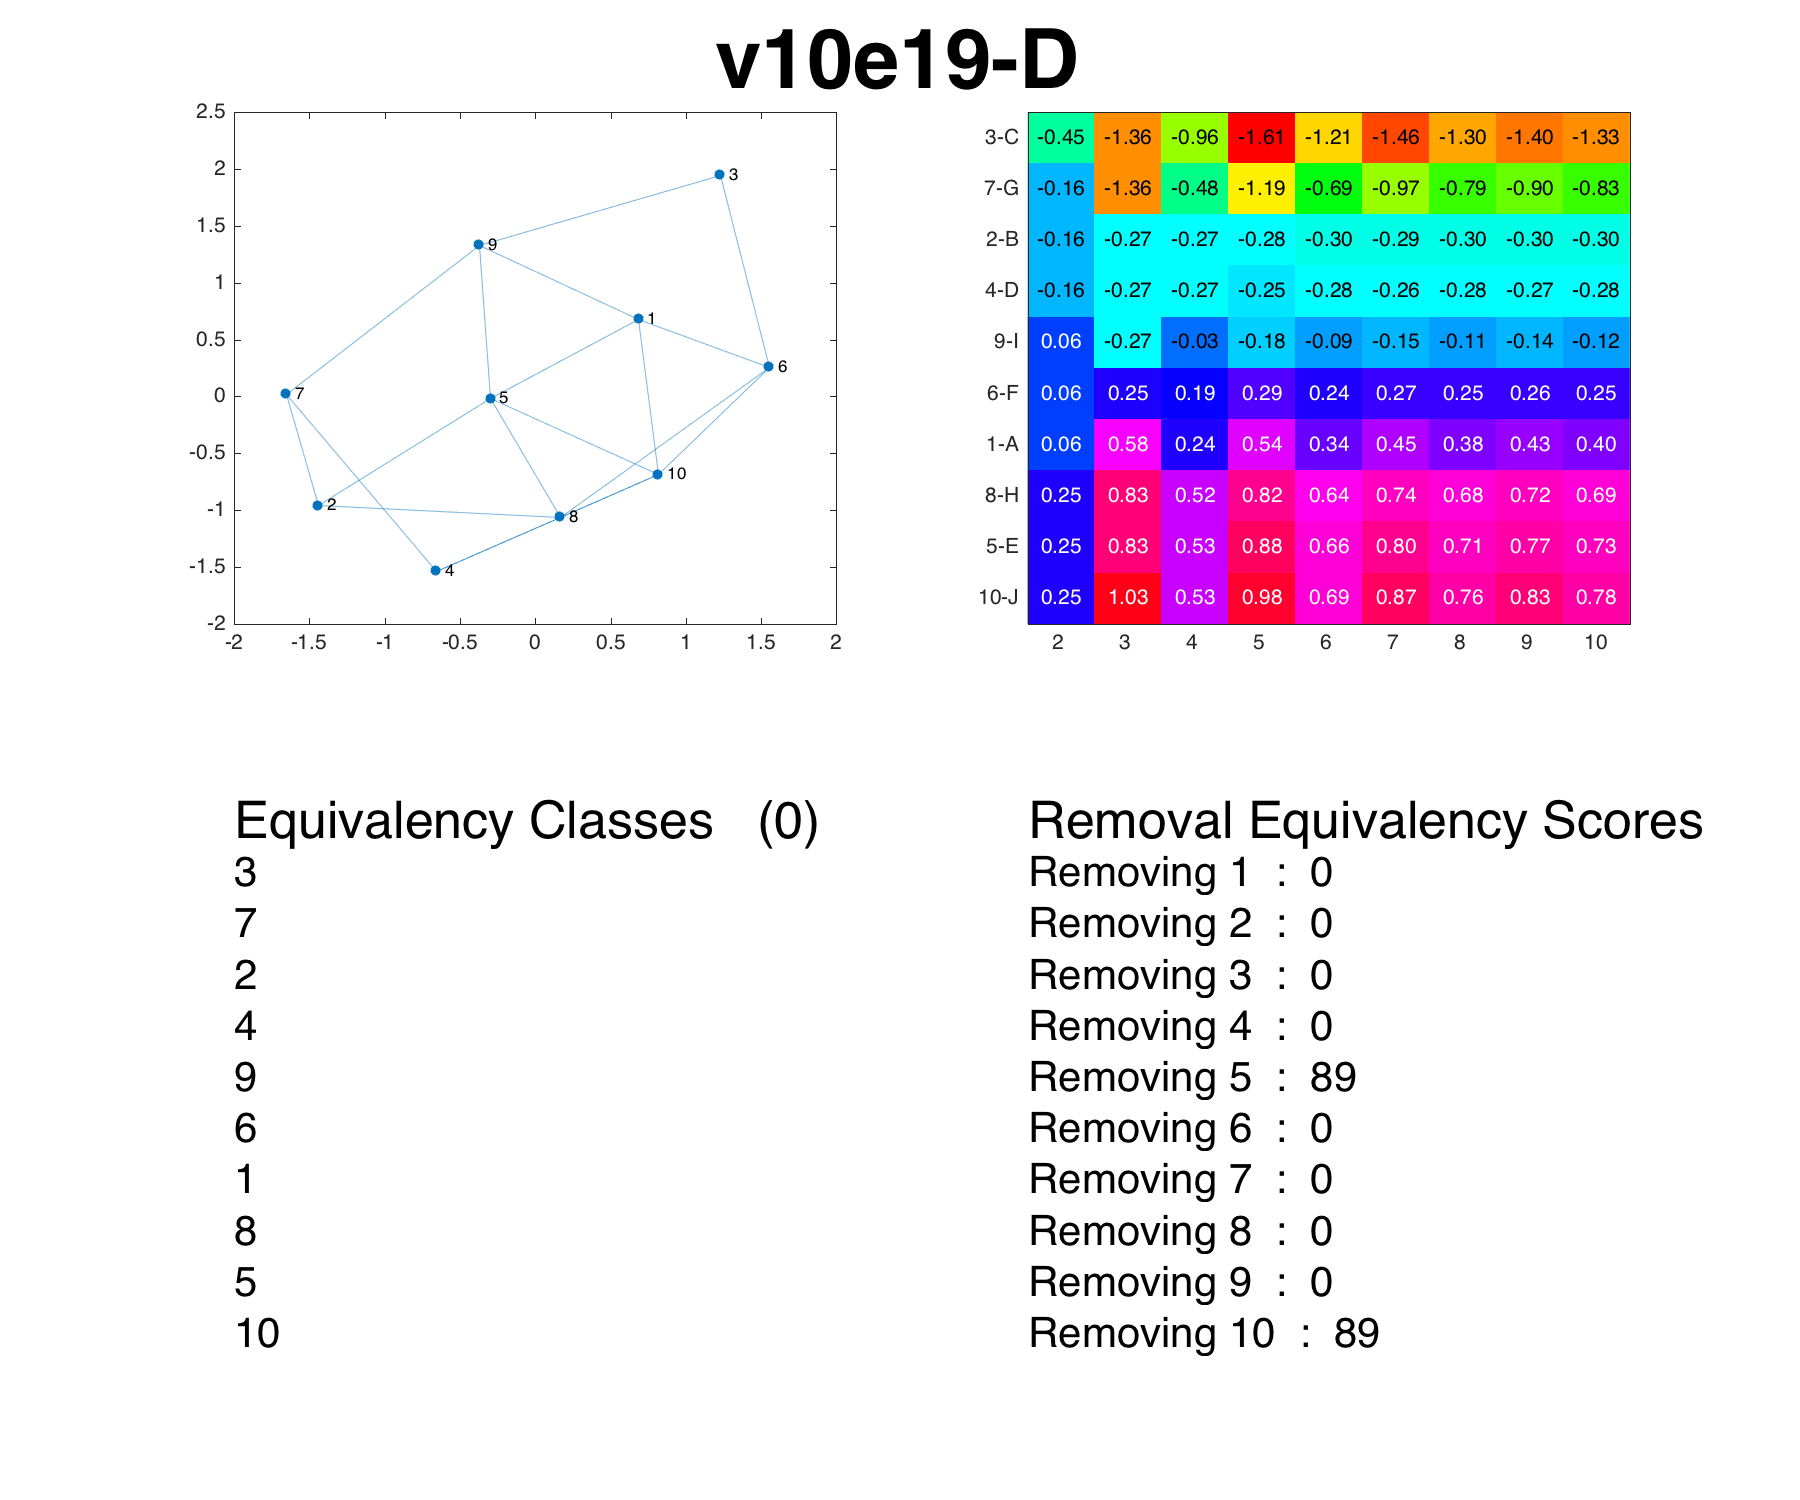 v10e19-D
2.5
2
1.5
1
0.5
0
-0.5
-1
-1.5
-2
-2 -1.5 -1 -0.5 0 0.5 1 1.5 2
3
9
1
6
7
5
10
2
8
4
3-C -0.45 -1.36 -0.96 -1.61 -1.21 -1.46 -1.30 -1.40 -1.33
7-G -0.16 -1.36 -0.48 -1.19 -0.69 -0.97 -0.79 -0.90 -0.83
2-B -0.16 -0.27 -0.27 -0.28 -0.30 -0.29 -0.30 -0.30 -0.30
4-D -0.16 -0.27 -0.27 -0.25 -0.28 -0.26 -0.28 -0.27 -0.28
9-I 0.06 -0.27 -0.03 -0.18 -0.09 -0.15 -0.11 -0.14 -0.12
6-F 0.06 0.25 0.19 0.29 0.24 0.27 0.25 0.26 0.25
1-A 0.06 0.58 0.24 0.54 0.34 0.45 0.38 0.43 0.40
8-H 0.25 0.83 0.52 0.82 0.64 0.74 0.68 0.72 0.69
5-E 0.25 0.83 0.53 0.88 0.66 0.80 0.71 0.77 0.73
10-J 0.25 1.03 0.53 0.98 0.69 0.87 0.76 0.83 0.78
2 3 4 5 6 7 8 9 10
Equivalency Classes (0)
3
7
2
4
9
6
1
8
5
10
Removal Equivalency Scores
Removing 1 : 0
Removing 2 : 0
Removing 3 : 0
Removing 4 : 0
Removing 5 : 89
Removing 6 : 0
Removing 7 : 0
Removing 8 : 0
Removing 9 : 0
Removing 10 : 89